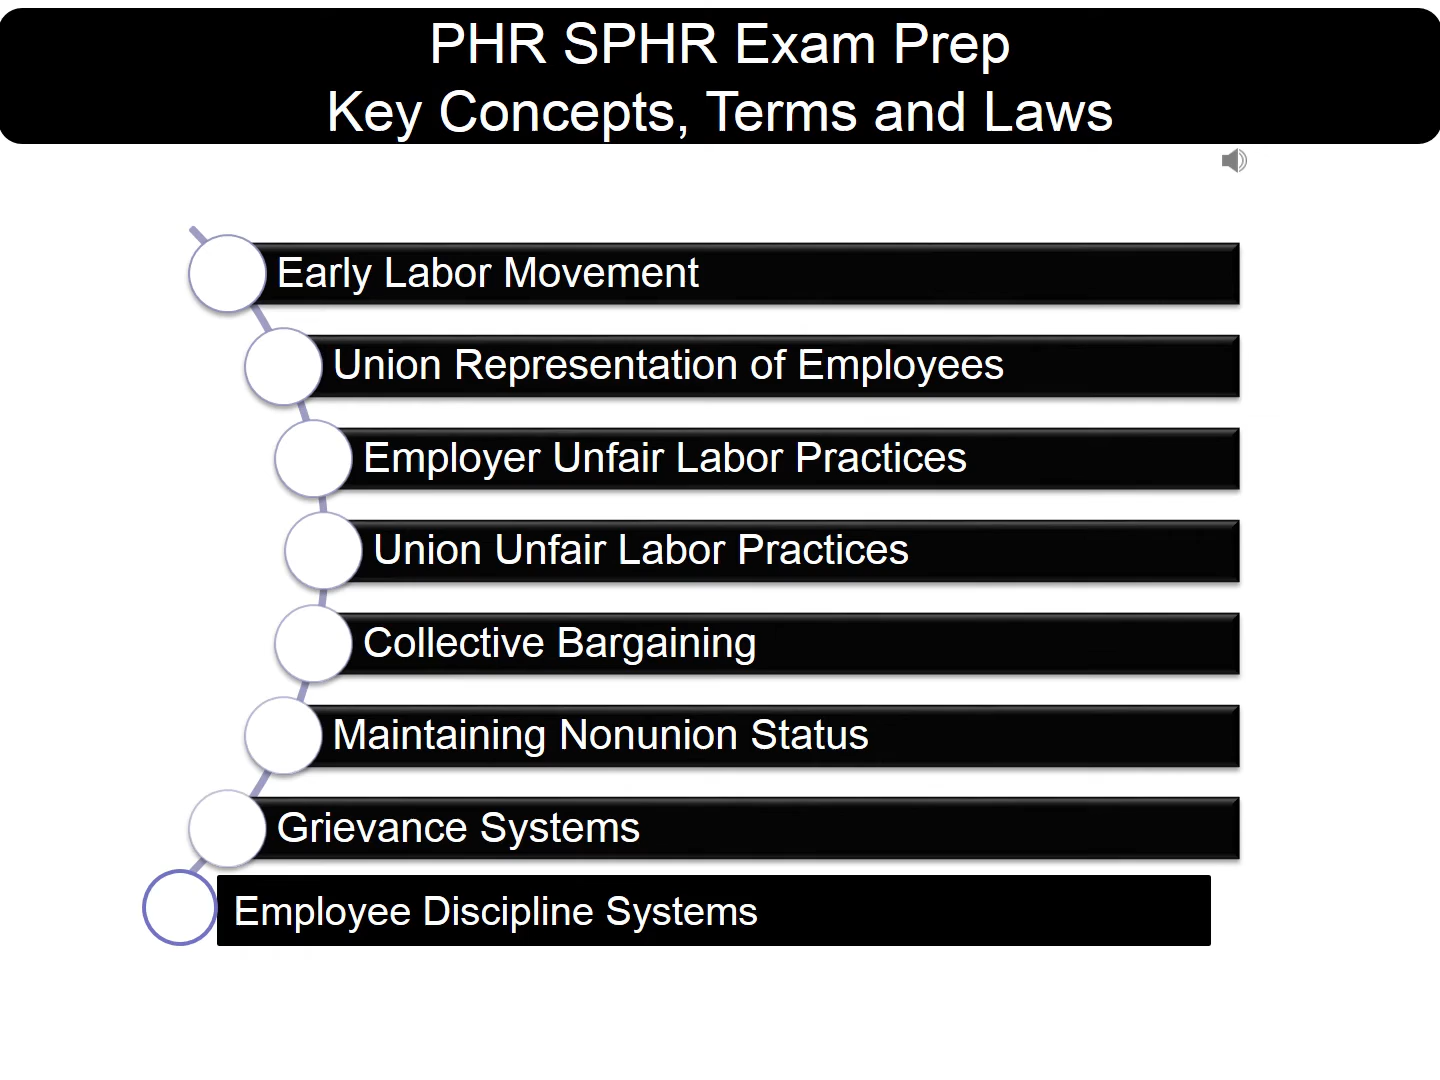 PHR SPHR Exam Prep
Key Concepts, Terms and Laws
Early Labor Movement
Union Representation of Employees
Employer Unfair Labor Practices
Union Unfair Labor Practices
Collective Bargaining
Maintaining Nonunion Status
Grievance Systems
Employee Discipline Systems